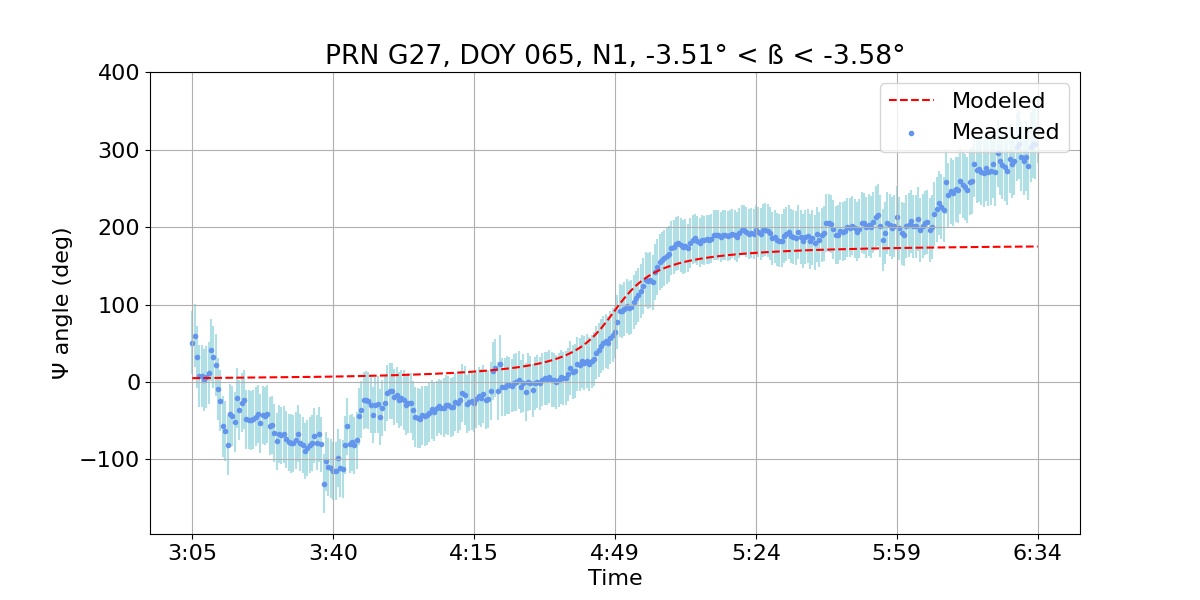 PRN G27, DOY 065, N1, -3.51° < ß < -3.58°
Modeled
Measured
Ψ angle (deg)
400
300
200
100
0
−100
3:05 3:40 4:15 4:49 5:24 5:59 6:34
Time